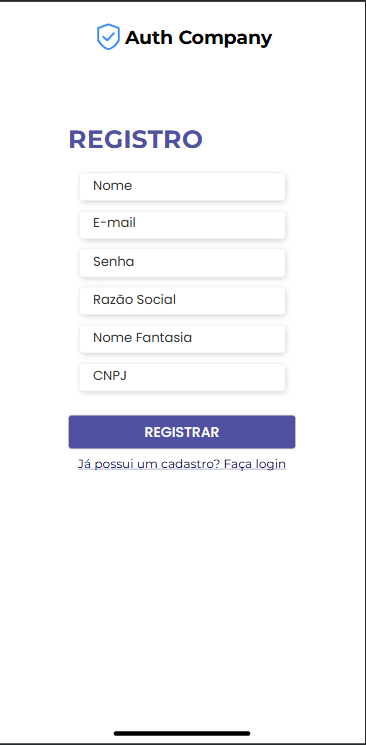 Auth Company
REGISTRO
Nome
E-mail
Senha
Razão Social
Nome Fantasia
CNPJ
REGISTRAR
Já possui um cadastro? Faça login